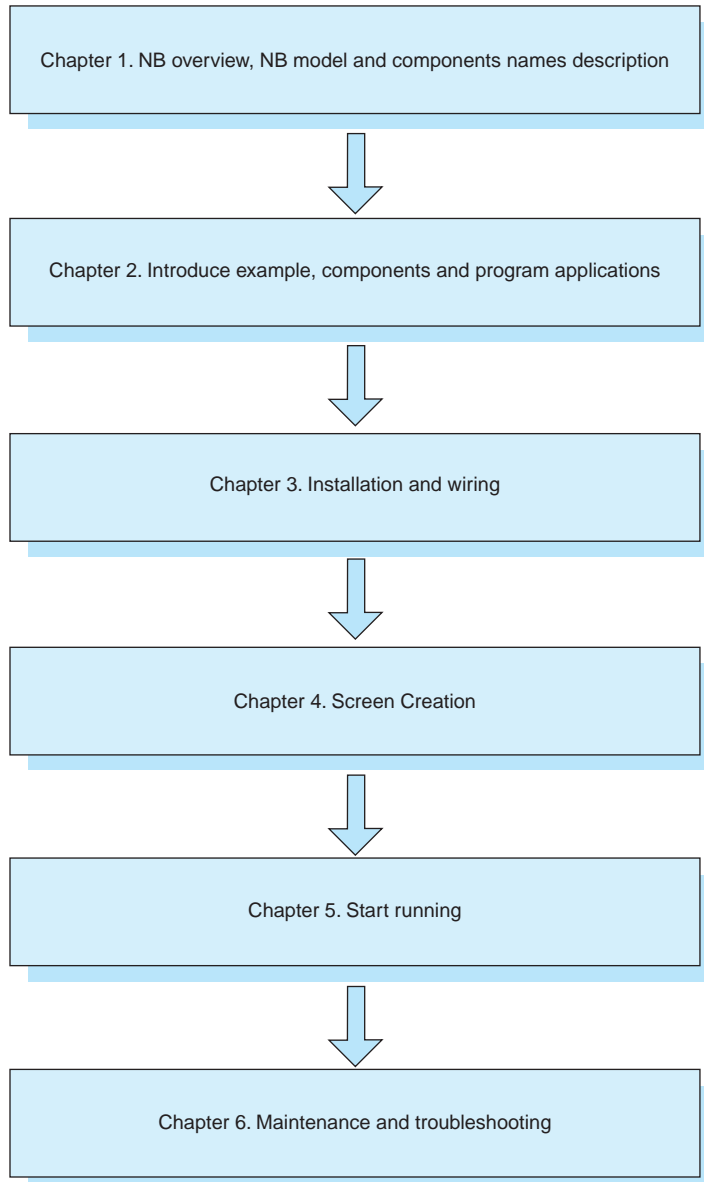 Chapter 1. NB overview, NB model and components names description
Chapter 2. Introduce example, components and program applications
Chapter 3. Installation and wiring
Chapter 4. Screen Creation
Chapter 5. Start running
Chapter 6. Maintenance and troubleshooting